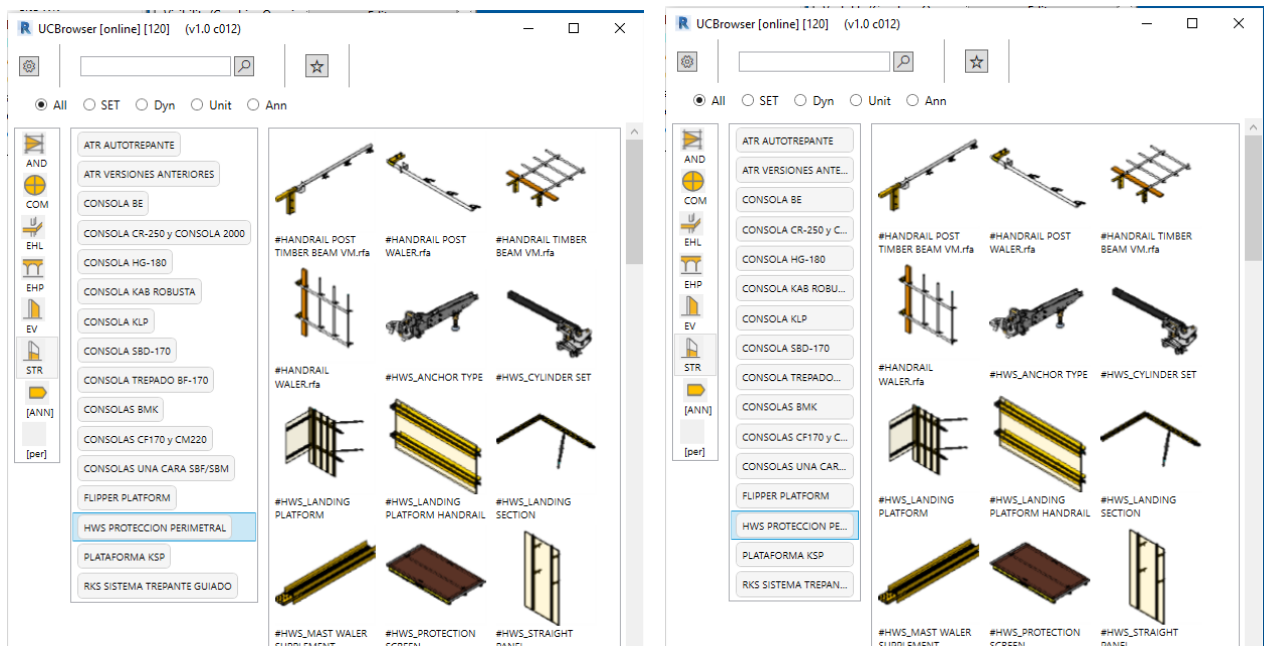 UCBrowser [online] [120] (v1.0 c012)
All SET Dyn Unit Ann
AND
COM
EHL
EHP
EV
STR
[ANN]
[per]
ATR AUTOTREPANTE
ATR VERSIONES ANTERIORES
CONSOLA BE
CONSOLA CR-250 y CONSOLA 2000
CONSOLA HG-180
CONSOLA KAB ROBUSTA
CONSOLA KLP
CONSOLA SBD-170
CONSOLA TREPADO BF-170
CONSOLAS BMK
CONSOLAS CF170 y CM220
CONSOLAS UNA CARA SBF/SBM
FLIPPER PLATFORM
HWS PROTECCION PERIMETRAL
PLATAFORMA KSP
RKS SISTEMA TREPANTE GUIADO
#HANDRAIL POST
TIMBER BEAM VM.rfa
#HANDRAIL POST
WALER.rfa
#HANDRAIL TIMBER
BEAM VM.rfa
#HANDRAIL
WALER.rfa
#HWS_ANCHOR TYPE
#HWS_CYLINDER SET
#HWS_LANDING
PLATFORM
#HWS_LANDING
PLATFORM HANDRAIL
#HWS_LANDING
SECTION
#HWS_MAST WALER
#HWS_PROTECTION
#HWS_STRAIGHT
UCBrowser [online] [120] (v1.0 c012)
All SET Dyn Unit Ann
AND
COM
EHL
EHP
EV
STR
[ANN]
[per]
ATR AUTOTREPANTE
ATR VERSIONES ANTE...
CONSOLA BE
CONSOLA CR-250 y C...
CONSOLA HG-180
CONSOLA KAB ROBU...
CONSOLA KLP
CONSOLA SBD-170
CONSOLA TREPADO...
CONSOLAS BMK
CONSOLAS CF170 y C...
CONSOLAS UNA CAR...
FLIPPER PLATFORM
HWS PROTECCION PE...
PLATAFORMA KSP
RKS SISTEMA TREPAN...
#HANDRAIL POST
TIMBER BEAM VM.rfa
#HANDRAIL POST
WALER.rfa
#HANDRAIL TIMBER
BEAM VM.rfa
#HANDRAIL
WALER.rfa
#HWS_ANCHOR TYPE
#HWS_CYLINDER SET
#HWS_LANDING
PLATFORM
#HWS_LANDING
PLATFORM HANDRAIL
#HWS_LANDING
SECTION
#HWS_MAST WALER
#HWS_PROTECTION
#HWS_STRAIGHT